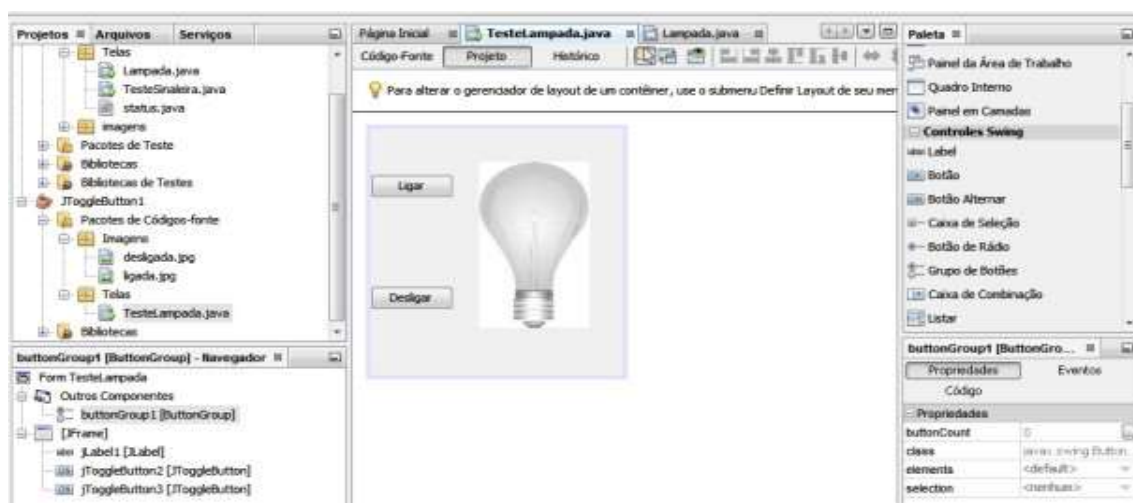 Projetos Arquivos Serviços
Telas
Lampada.java
TesteSinaleira.java
status.java
imagens
Pacotes de Teste
Bibliotecas
Bibliotecas de Testes
JToggleButton1
Pacotes de Códigos-fonte
Imagens
desligada.jpg
ligada.jpg
Telas
TesteLampada.java
Bibliotecas
buttonGroup1 [ButtonGroup] - Navegador
Form TesteLampada
Outros Componentes
buttonGroup1 [ButtonGroup]
[JFrame]
jLabel1 [JLabel]
jToggleButton2 [JToggleButton]
jToggleButton3 [JToggleButton]
Página Inicial TesteLampada.java Lampada.java
Código-Fonte Projeto Histórico
Para alterar o gerenciador de layout de um contêiner, use o submenu Definir Layout de seu mer
Ligar
Desligar
Paleta
Painel da Área de Trabalho
Quadro Interno
Painel em Camadas
Controles Swing
Label
Botão
Botão Alternar
Caixa de Seleção
Botão de Rádio
Grupo de Botões
Caixa de Combinação
Listar
buttonGroup1 [ButtonGro...
Propriedades Eventos
Código
Propriedades
buttonCount 0
class javax.swing.Button
elements <default>
selection <nenhum>